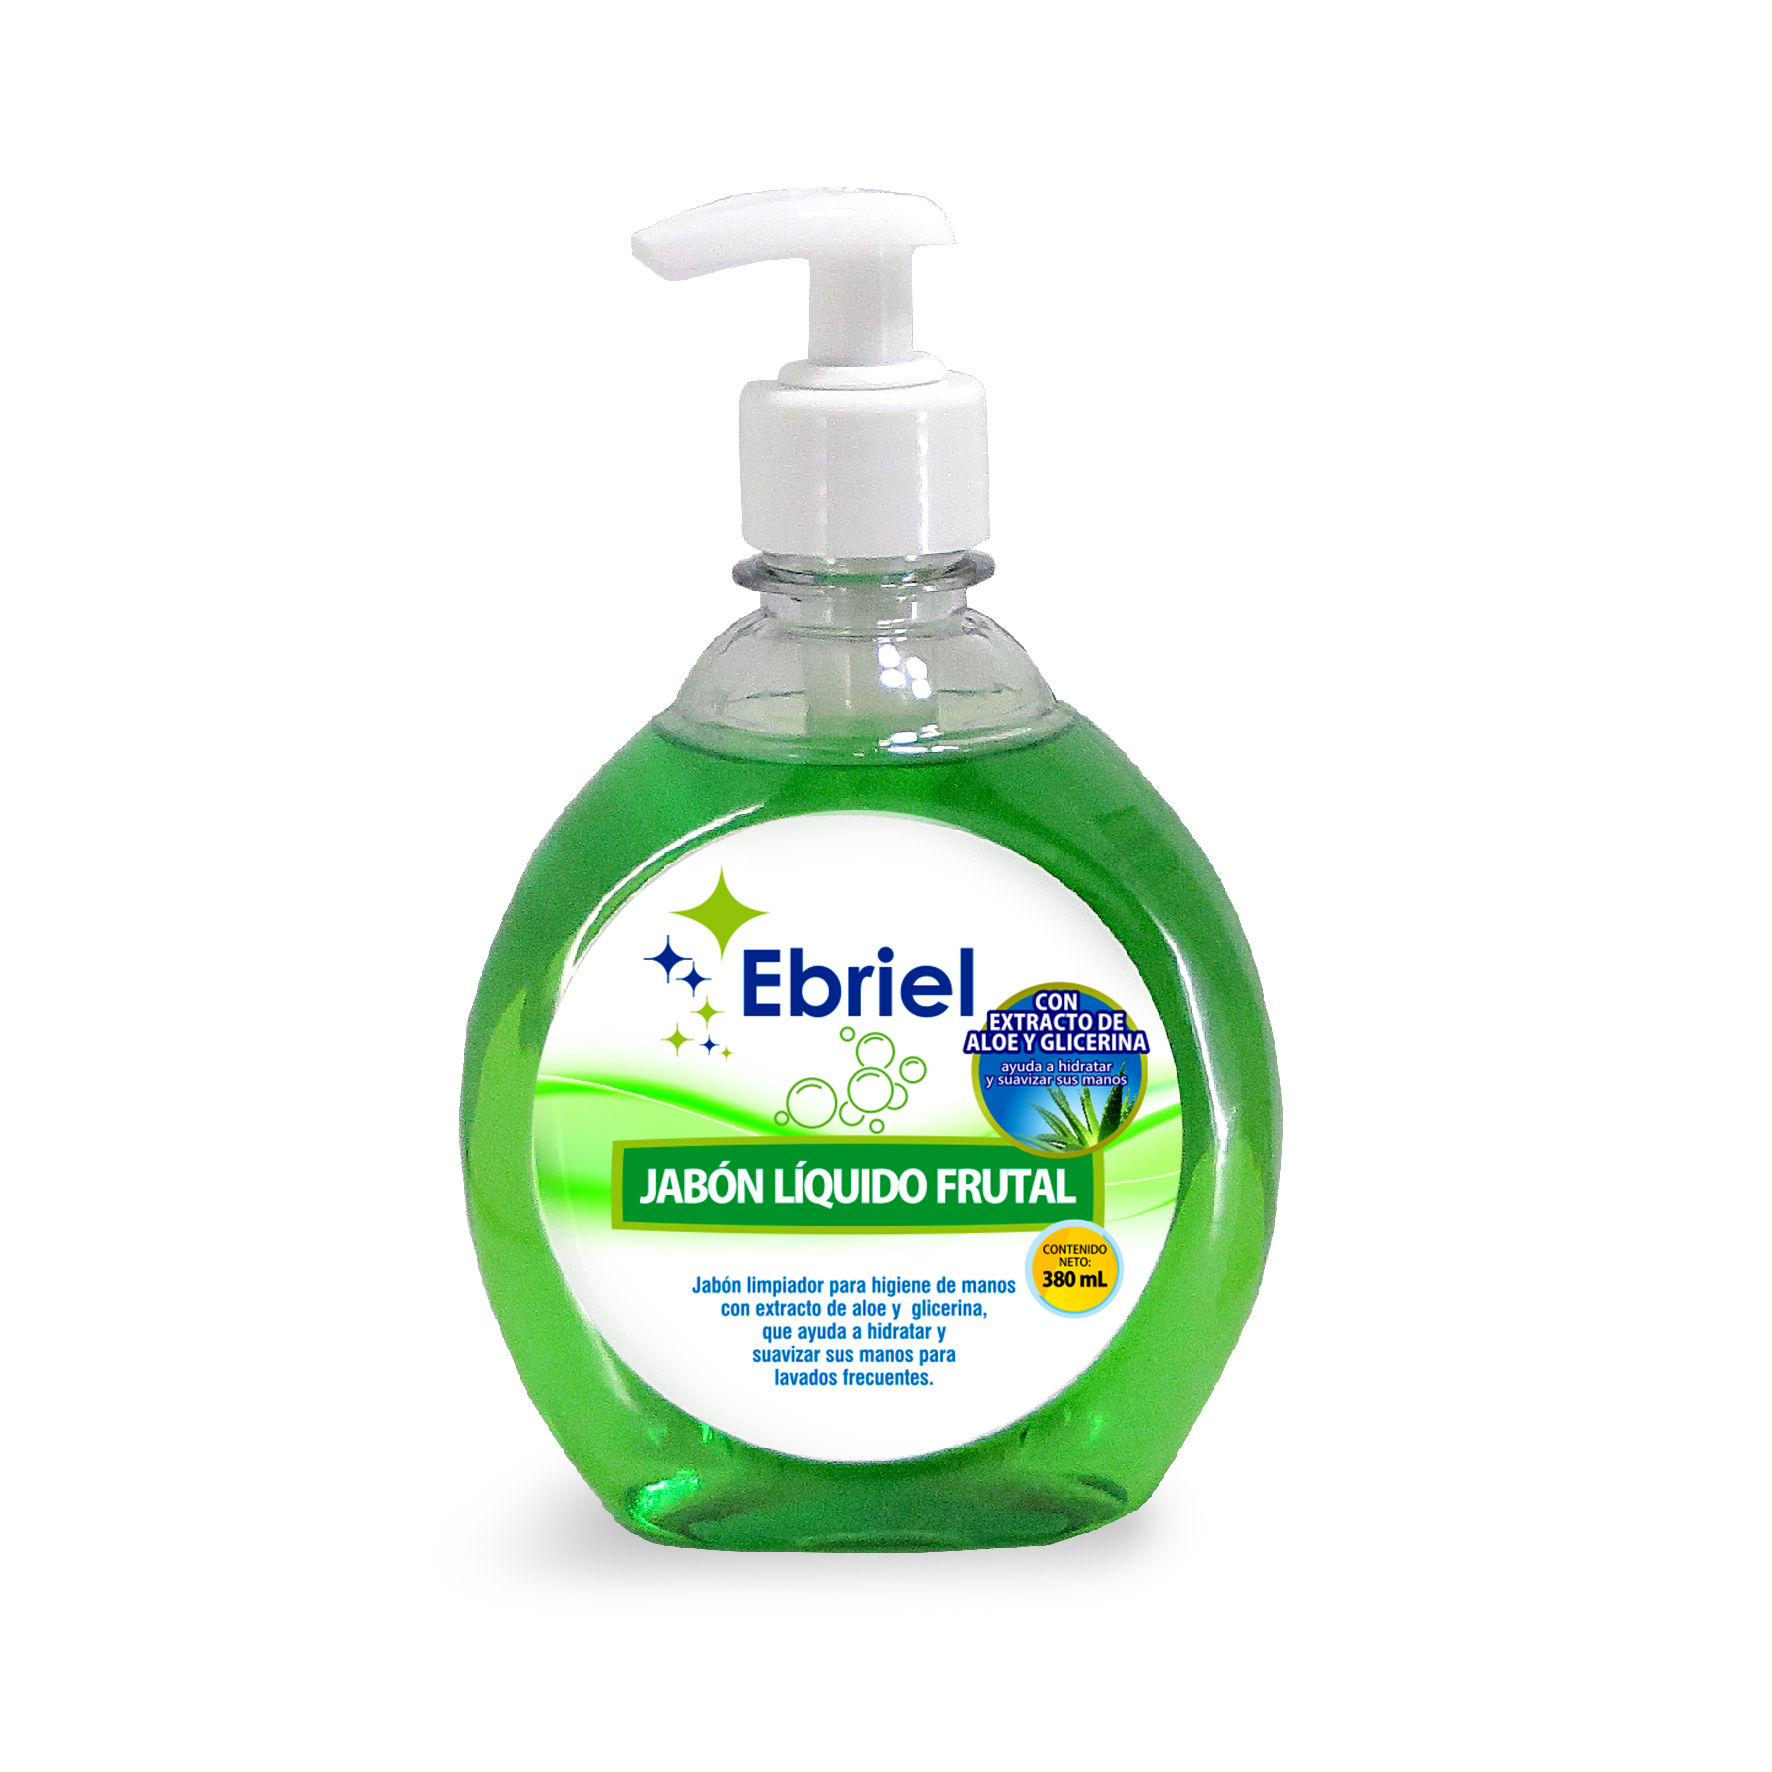 Ebriel
CON
EXTRACTO DE
ALOE Y GLICERINA
ayuda a hidratar
y suavizar sus manos
JABÓN LÍQUIDO FRUTAL
CONTENIDO
NETO:
380 mL
Jabón limpiador para higiene de manos
con extracto de aloe y glicerina,
que ayuda a hidratar y
suavizar sus manos para
lavados frecuentes.